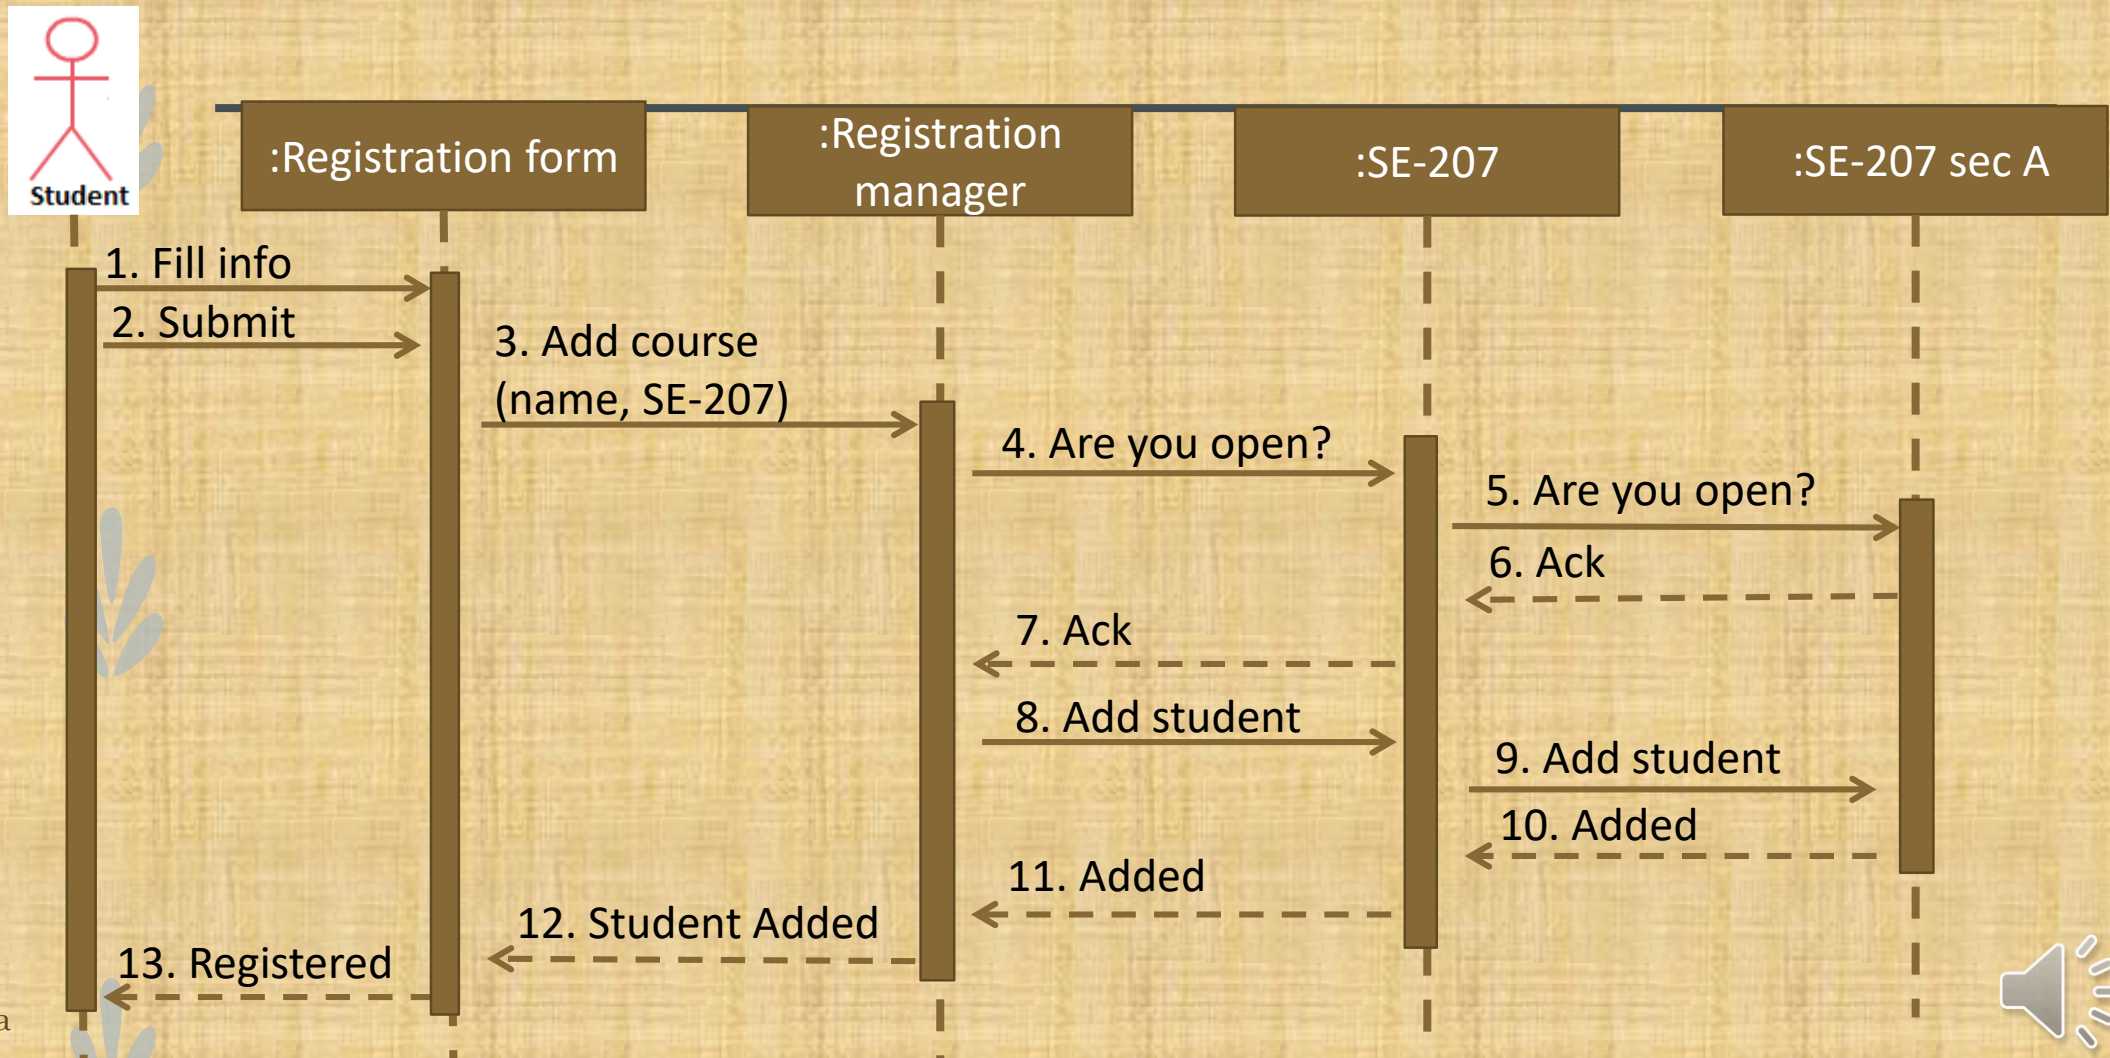 Student
:Registration form
:Registration
manager
:SE-207
:SE-207 sec A
1. Fill info
2. Submit
3. Add course
(name, SE-207)
4. Are you open?
5. Are you open?
6. Ack
7. Ack
8. Add student
9. Add student
10. Added
11. Added
12. Student Added
13. Registered
a